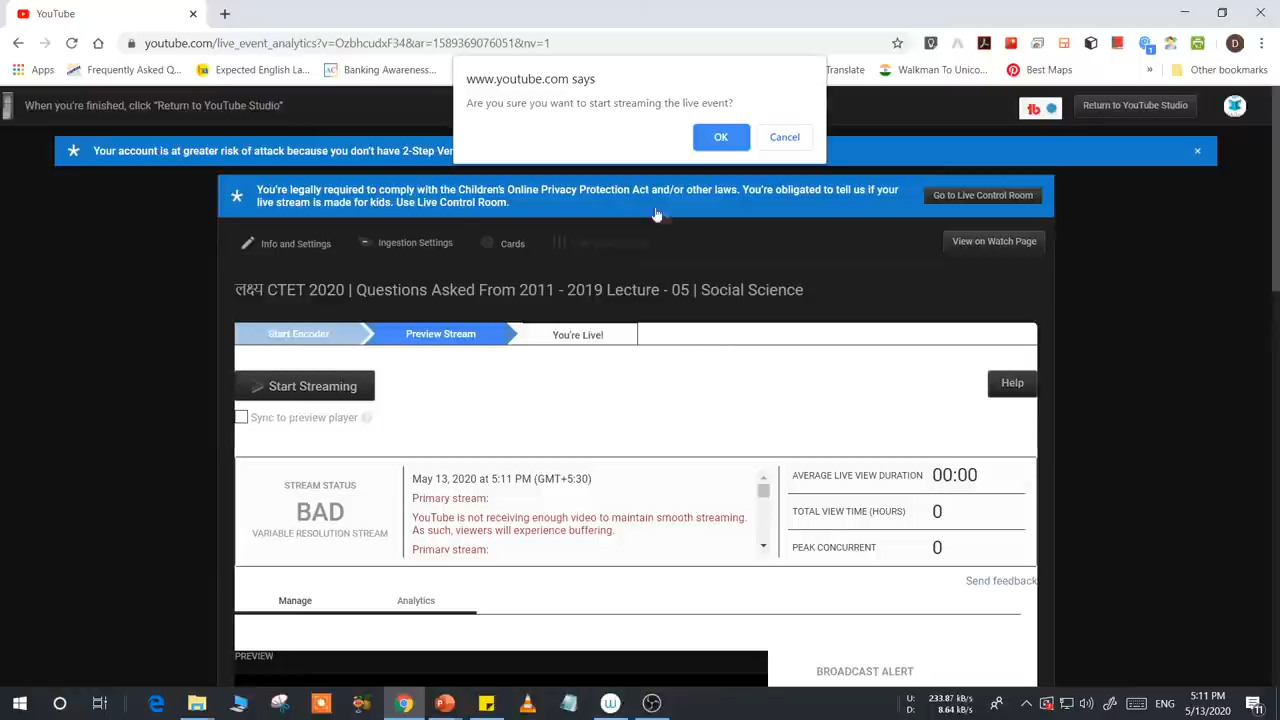 YouTube
youtube.com/live_event_analytics?v=OzbhcudxF34&ar=1589369076051&nv=1
D
1
Apps
Frequently Asked Q...
Expected English La...
Banking Awareness...
Translate
Walkman To Unico...
Best Maps
»
Other bookmarks
www.youtube.com says
Are you sure you want to start streaming the live event?
OK
Cancel
When you're finished, click "Return to YouTube Studio"
tb
Return to YouTube Studio
Your account is at greater risk of attack because you don't have 2-Step Ver
You're legally required to comply with the Children's Online Privacy Protection Act and/or other laws. You're obligated to tell us if your
live stream is made for kids. Use Live Control Room.
Go to Live Control Room
Info and Settings
Ingestion Settings
Cards
View on Watch Page
लक्ष्य CTET 2020 | Questions Asked From 2011 - 2019 Lecture - 05 | Social Science
Start Encoder
Preview Stream
You're Live!
Start Streaming
Help
Sync to preview player
STREAM STATUS
BAD
VARIABLE RESOLUTION STREAM
May 13, 2020 at 5:11 PM (GMT+5:30)
Primary stream:
YouTube is not receiving enough video to maintain smooth streaming.
As such, viewers will experience buffering.
Primary stream:
AVERAGE LIVE VIEW DURATION 00:00
TOTAL VIEW TIME (HOURS) 0
PEAK CONCURRENT 0
Send feedback
Manage
Analytics
PREVIEW
BROADCAST ALERT
U: 233.87 kB/s
D: 8.64 kB/s
ENG
5:11 PM
5/13/2020
11